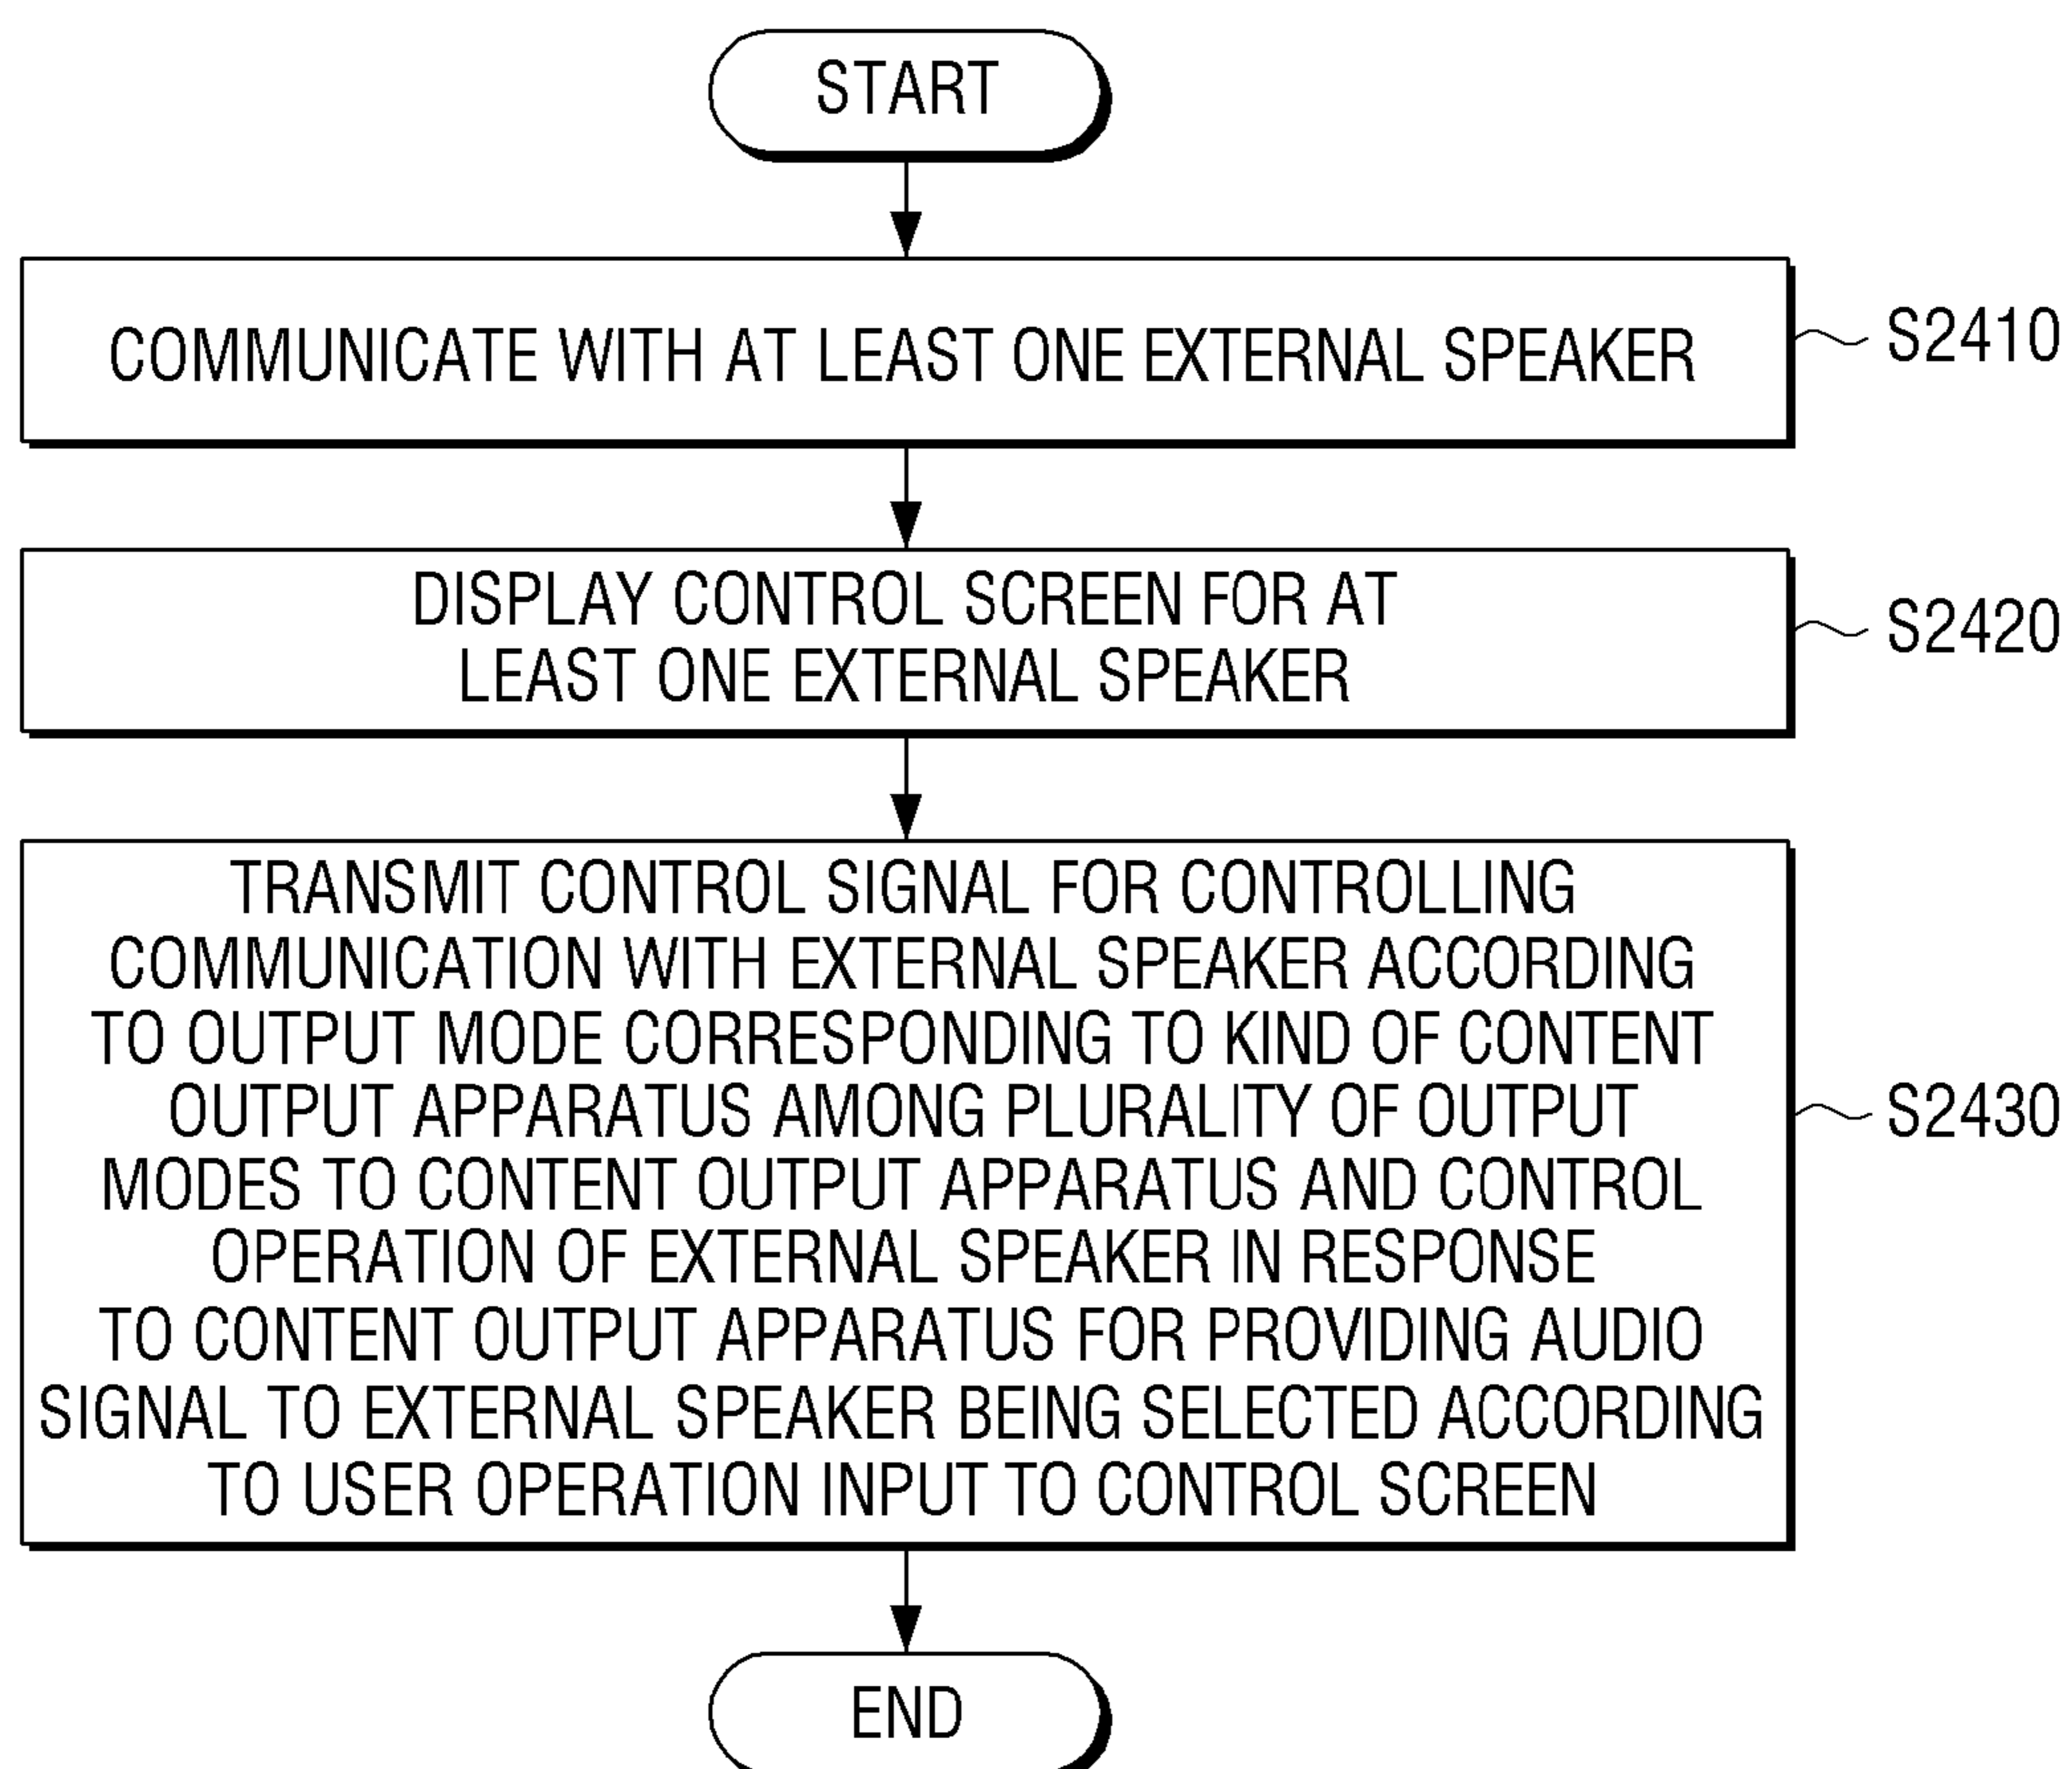 START
COMMUNICATE WITH AT LEAST ONE EXTERNAL SPEAKER
S2410
DISPLAY CONTROL SCREEN FOR AT
LEAST ONE EXTERNAL SPEAKER
S2420
TRANSMIT CONTROL SIGNAL FOR CONTROLLING
COMMUNICATION WITH EXTERNAL SPEAKER ACCORDING
TO OUTPUT MODE CORRESPONDING TO KIND OF CONTENT
OUTPUT APPARATUS AMONG PLURALITY OF OUTPUT
MODES TO CONTENT OUTPUT APPARATUS AND CONTROL
OPERATION OF EXTERNAL SPEAKER IN RESPONSE
TO CONTENT OUTPUT APPARATUS FOR PROVIDING AUDIO
SIGNAL TO EXTERNAL SPEAKER BEING SELECTED ACCORDING
TO USER OPERATION INPUT TO CONTROL SCREEN
S2430
END